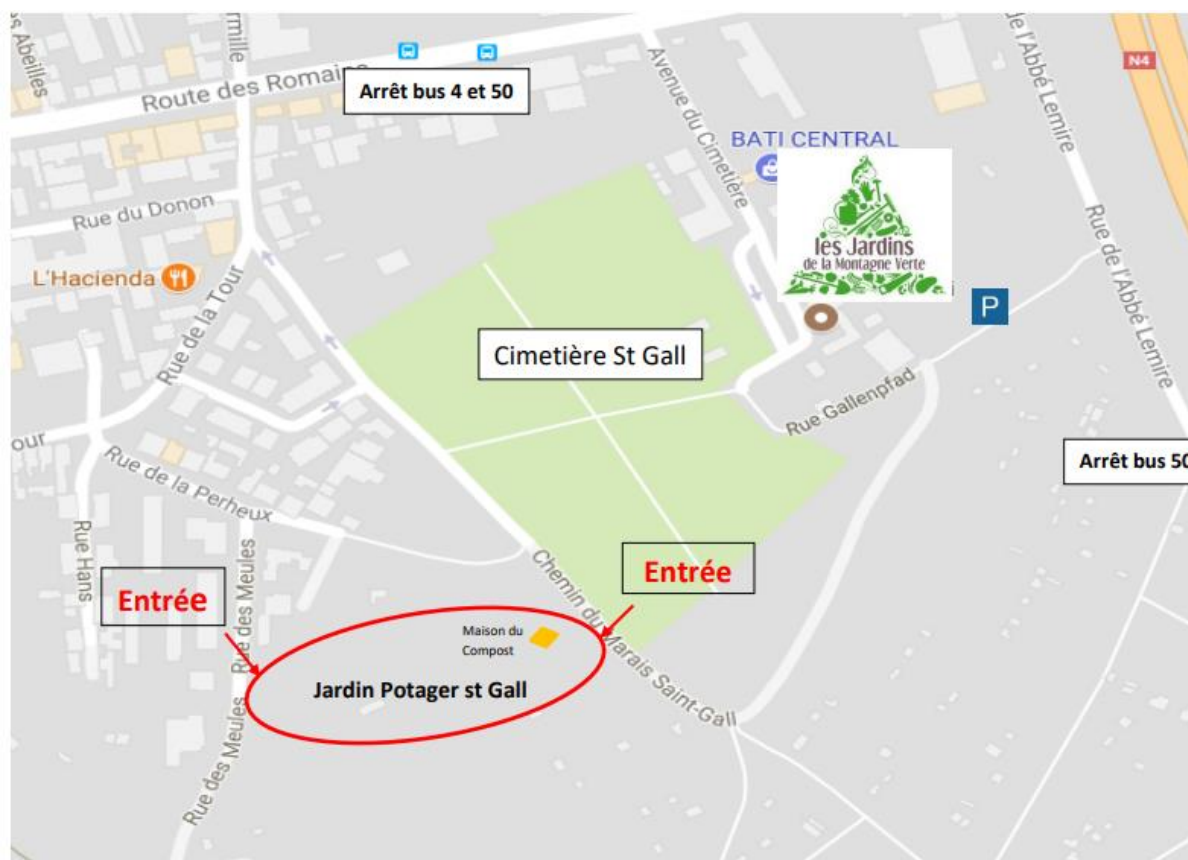 Abeilles
rmille
Route des Romains
Arrêt bus 4 et 50
Avenue du Cimetière
Rue de l'Abbé Lemire
N4
BATI CENTRAL
les Jardins
de la Montagne Verte
i
P
Rue du Donon
L'Hacienda
Rue de la Tour
Cimetière St Gall
Rue Gallenpfad
Rue de l'Abbé Lemire
Arrêt bus 50
our
Rue de la Perheux
Rue Hans
Rue des Meules
Entrée
Entrée
Chemin du Marais Saint-Gall
Maison du
Compost
Jardin Potager st Gall
Rue des Meules